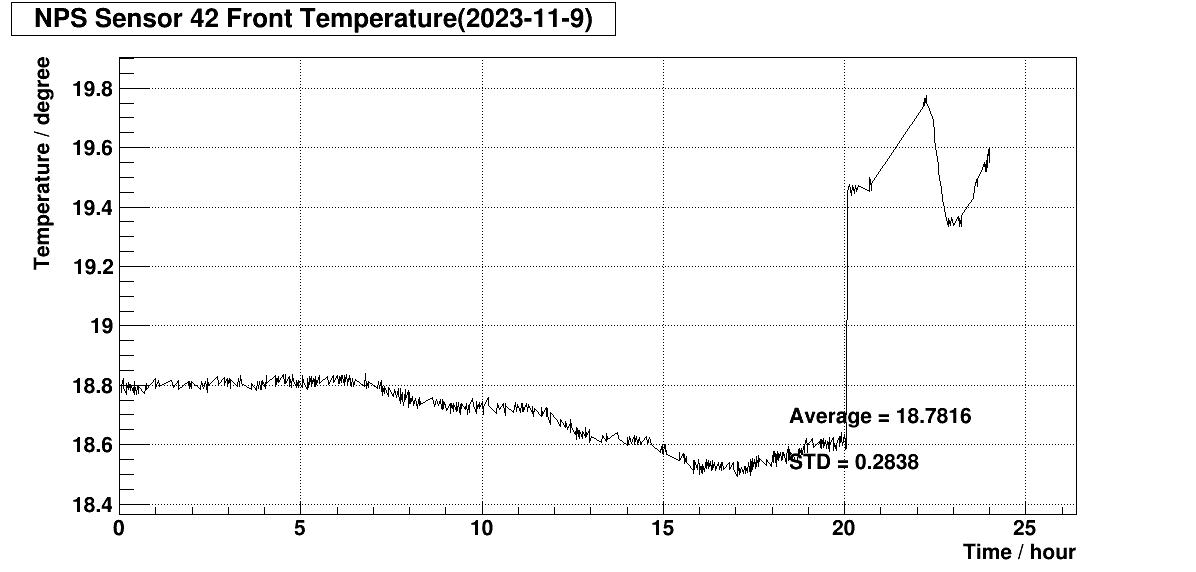 NPS Sensor 42 Front Temperature(2023-11-9)
Temperature / degree
19.8
19.6
19.4
19.2
19
18.8
18.6
18.4
Average = 18.7816
STD = 0.2838
0 5 10 15 20 25
Time / hour